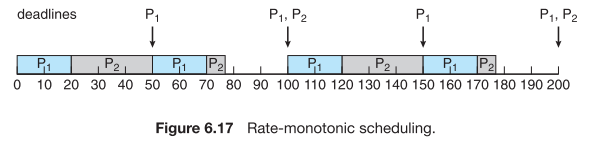 deadlines P₁ P₁, P₂ P₁ P₁, P₂
P₁ P₂ P₁ P₂ P₁ P₂ P₁ P₂
0 10 20 30 40 50 60 70 80 90 100 110 120 130 140 150 160 170 180 190 200
Figure 6.17 Rate-monotonic scheduling.